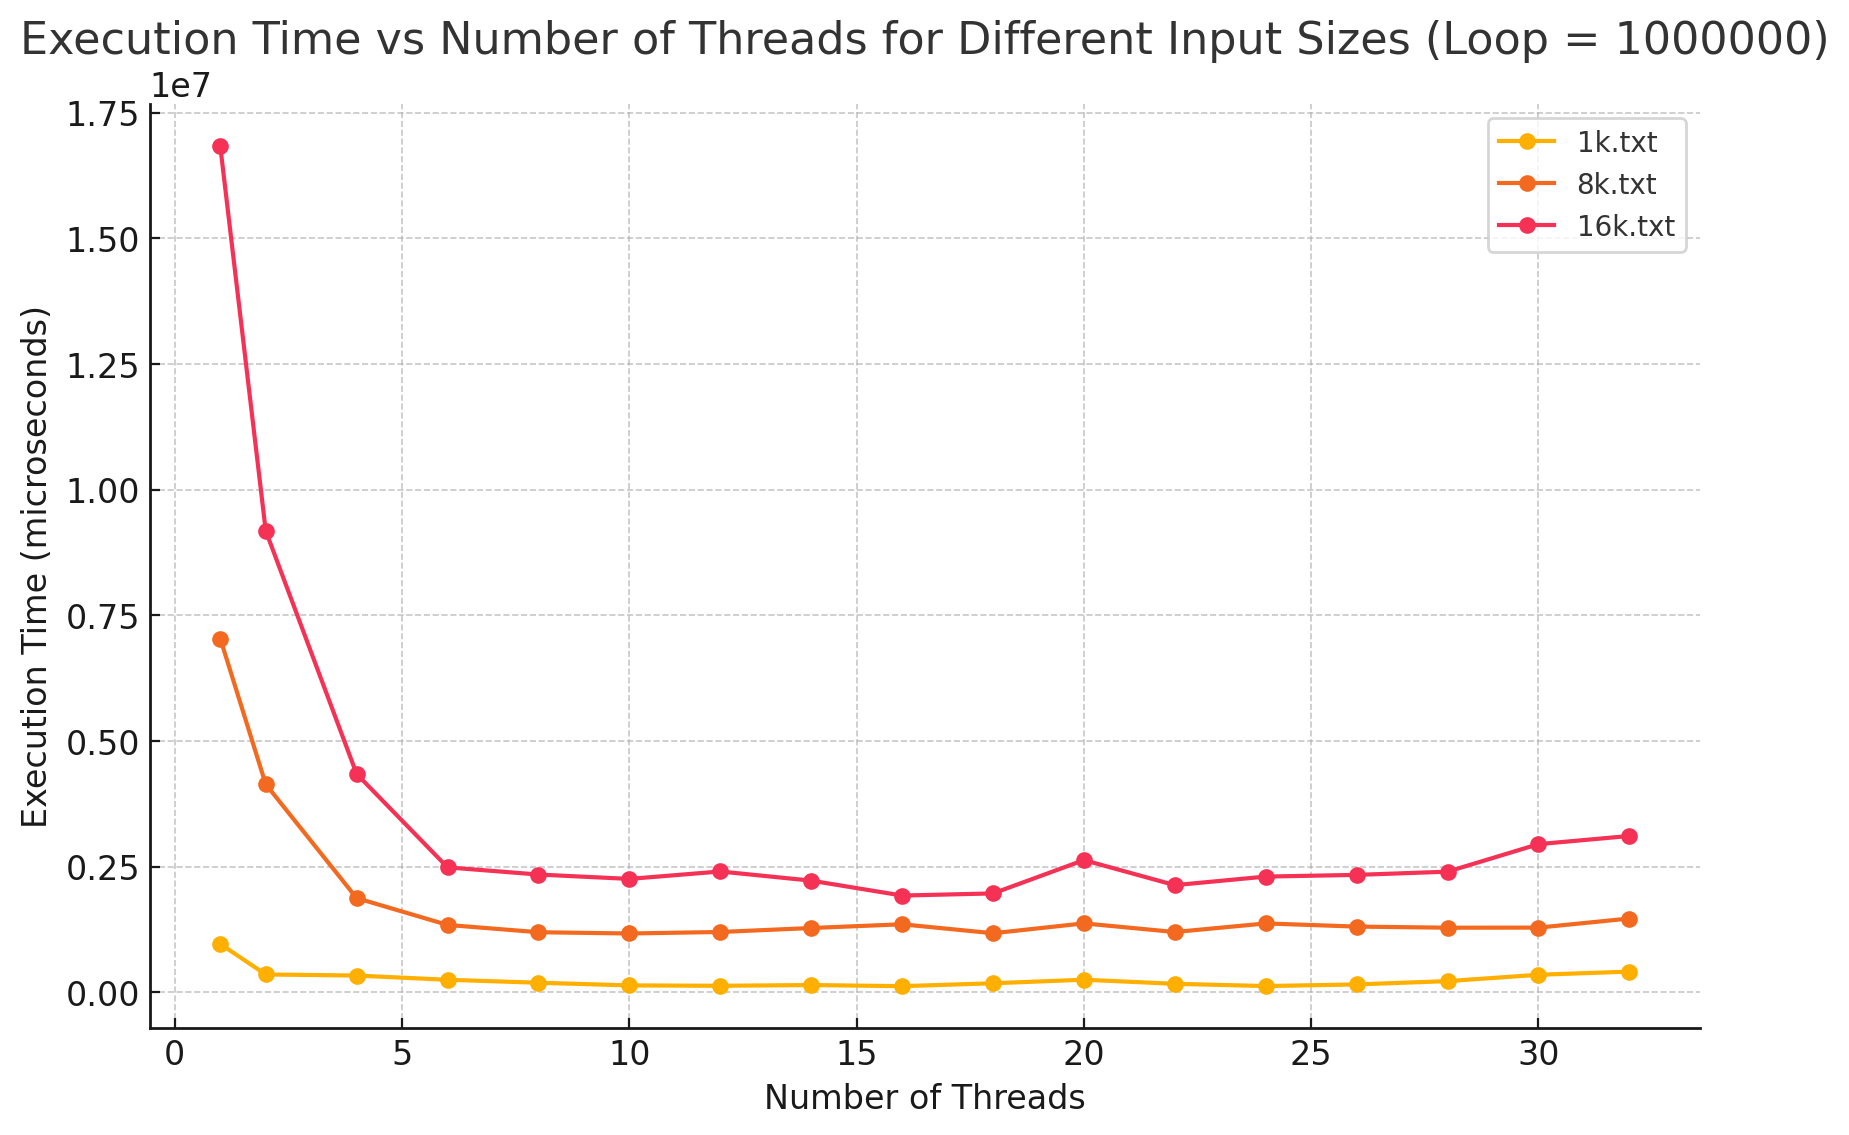 Execution Time vs Number of Threads for Different Input Sizes (Loop = 1000000)
1e7
1.75
1.50
1.25
1.00
0.75
0.50
0.25
0.00
Execution Time (microseconds)
1k.txt
8k.txt
16k.txt
0 5 10 15 20 25 30
Number of Threads